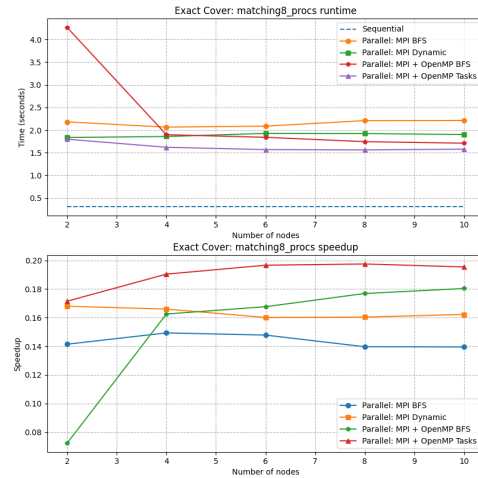 Exact Cover: matching8_procs runtime
Sequential
Parallel: MPI BFS
Parallel: MPI Dynamic
Parallel: MPI + OpenMP BFS
Parallel: MPI + OpenMP Tasks
Time (seconds)
4.0
3.5
3.0
2.5
2.0
1.5
1.0
0.5
2 3 4 5 6 7 8 9 10
Number of nodes
Exact Cover: matching8_procs speedup
Speedup
0.20
0.18
0.16
0.14
0.12
0.10
0.08
Parallel: MPI BFS
Parallel: MPI Dynamic
Parallel: MPI + OpenMP BFS
Parallel: MPI + OpenMP Tasks
2 3 4 5 6 7 8 9 10
Number of nodes